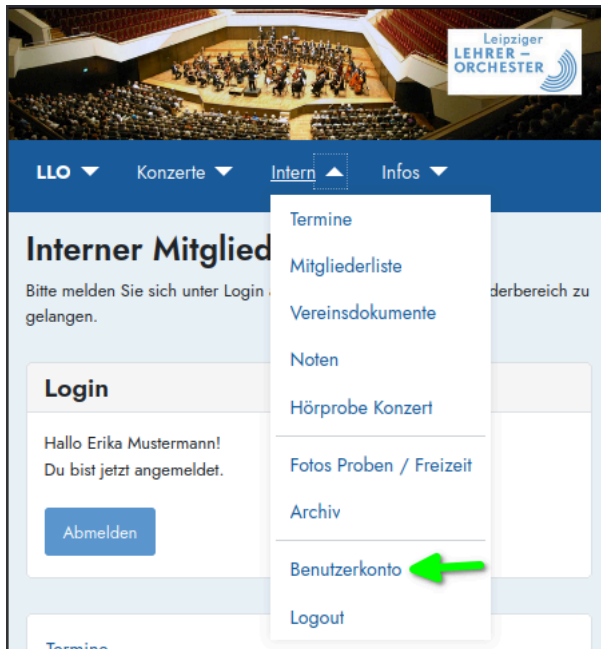 Leipziger
LEHRER –
ORCHESTER
LLO Konzerte Intern Infos
Termine
Mitgliederliste
Vereinsdokumente
Noten
Hörprobe Konzert
Fotos Proben / Freizeit
Archiv
Benutzerkonto
Logout
Interner Mitglied
Bitte melden Sie sich unter Login derbereich zu
gelangen.
Login
Hallo Erika Mustermann!
Du bist jetzt angemeldet.
Abmelden
Termine